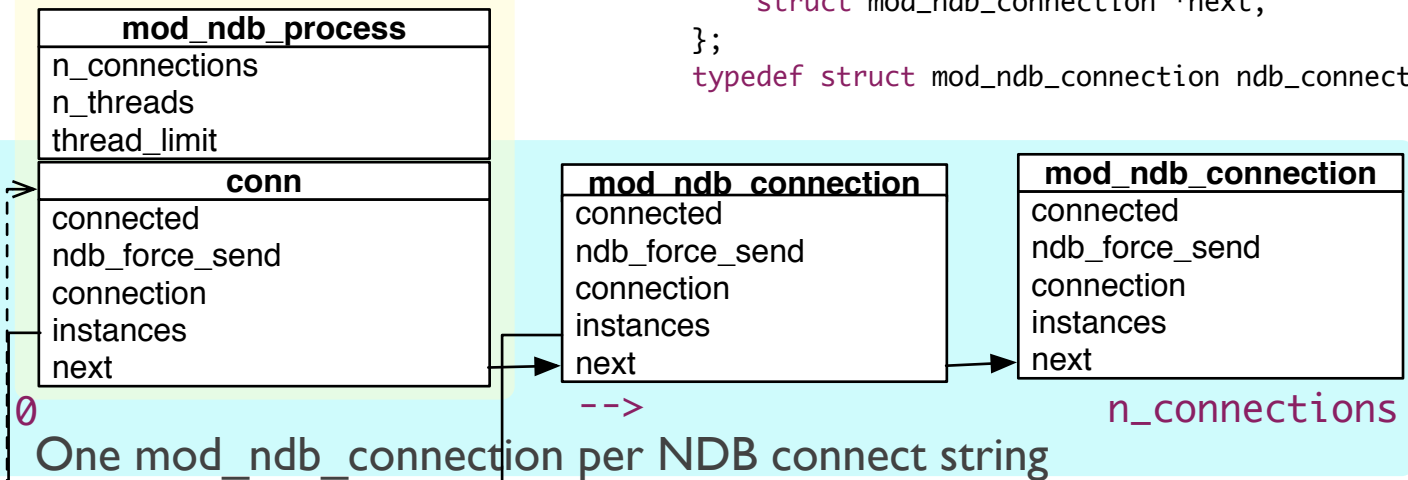 struct mod_ndb_connection *next;
};
typedef struct mod_ndb_connection ndb_connect
mod_ndb_process
n_connections
n_threads
thread_limit
conn
connected
ndb_force_send
connection
instances
next
mod_ndb_connection
connected
ndb_force_send
connection
instances
next
mod_ndb_connection
connected
ndb_force_send
connection
instances
next
0
-->
n_connections
One mod_ndb_connection per NDB connect string